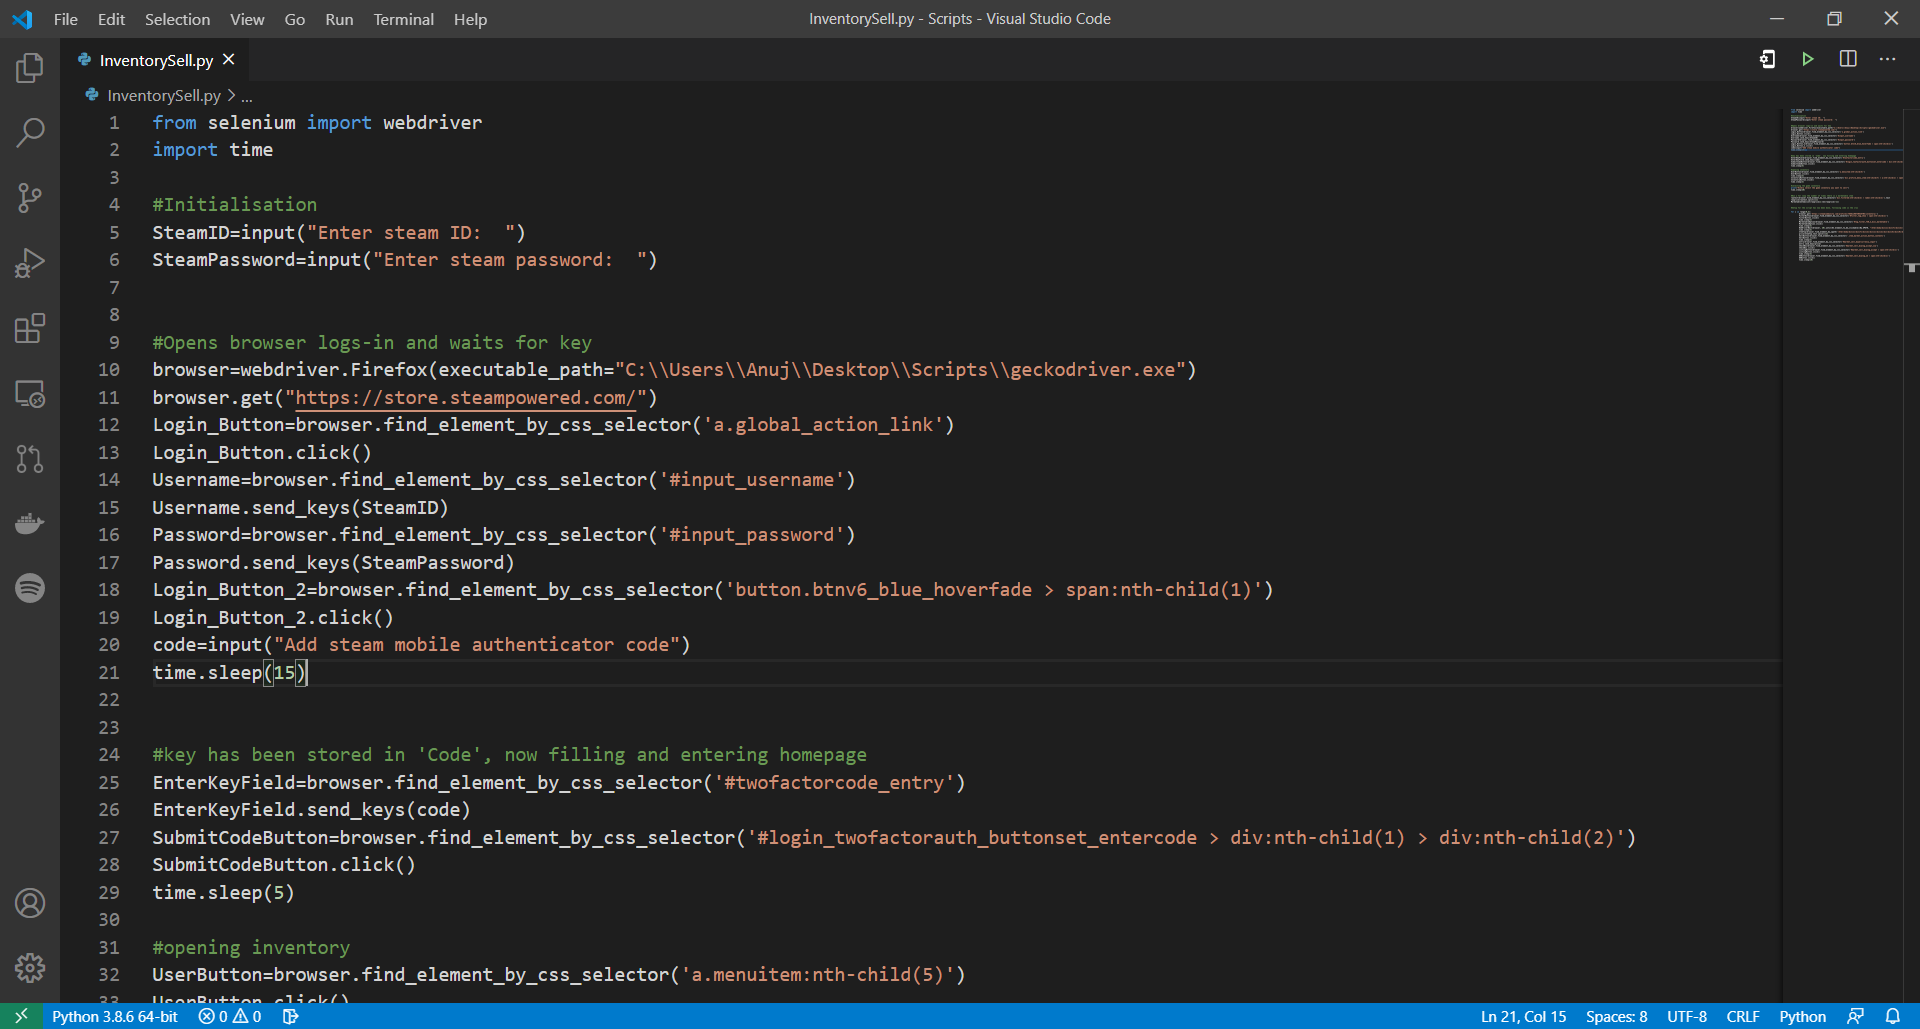 File Edit Selection View Go Run Terminal Help
InventorySell.py - Scripts - Visual Studio Code
InventorySell.py
InventorySell.py > ...
1 from selenium import webdriver
2 import time
3
4 #Initialisation
5 SteamID=input("Enter steam ID:  ")
6 SteamPassword=input("Enter steam password:  ")
7
8
9 #Opens browser logs-in and waits for key
10 browser=webdriver.Firefox(executable_path="C:\\Users\\Anuj\\Desktop\\Scripts\\geckodriver.exe")
11 browser.get("https://store.steampowered.com/")
12 Login_Button=browser.find_element_by_css_selector('a.global_action_link')
13 Login_Button.click()
14 Username=browser.find_element_by_css_selector('#input_username')
15 Username.send_keys(SteamID)
16 Password=browser.find_element_by_css_selector('#input_password')
17 Password.send_keys(SteamPassword)
18 Login_Button_2=browser.find_element_by_css_selector('button.btnv6_blue_hoverfade > span:nth-child(1)')
19 Login_Button_2.click()
20 code=input("Add steam mobile authenticator code")
21 time.sleep(15)
22
23
24 #key has been stored in 'Code', now filling and entering homepage
25 EnterKeyField=browser.find_element_by_css_selector('#twofactorcode_entry')
26 EnterKeyField.send_keys(code)
27 SubmitCodeButton=browser.find_element_by_css_selector('#login_twofactorauth_buttonset_entercode > div:nth-child(1) > div:nth-child(2)')
28 SubmitCodeButton.click()
29 time.sleep(5)
30
31 #opening inventory
32 UserButton=browser.find_element_by_css_selector('a.menuitem:nth-child(5)')
33 UserButton.click()
Python 3.8.6 64-bit 0 0 Ln 21, Col 15 Spaces: 8 UTF-8 CRLF Python